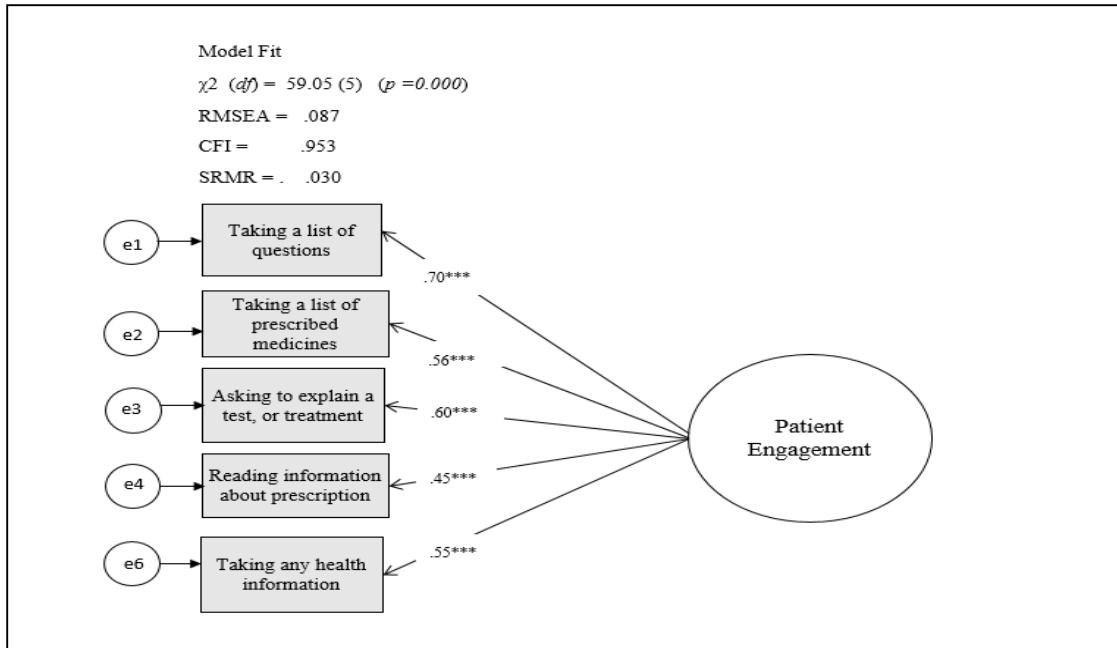 Model Fit
χ2 (df) = 59.05 (5) (p =0.000)
RMSEA = .087
CFI = .953
SRMR = . .030
e1
Taking a list of
questions
.70***
e2
Taking a list of
prescribed
medicines
.56***
e3
Asking to explain a
test, or treatment
.60***
e4
Reading information
about prescription
.45***
e6
Taking any health
information
.55***
Patient
Engagement